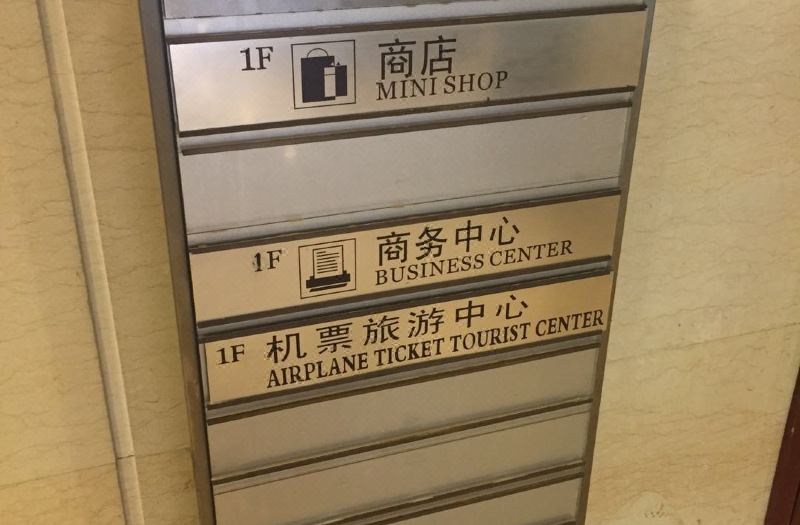 1F 商店
MINI SHOP
1F 商务中心
BUSINESS CENTER
1F 机票旅游中心
AIRPLANE TICKET TOURIST CENTER